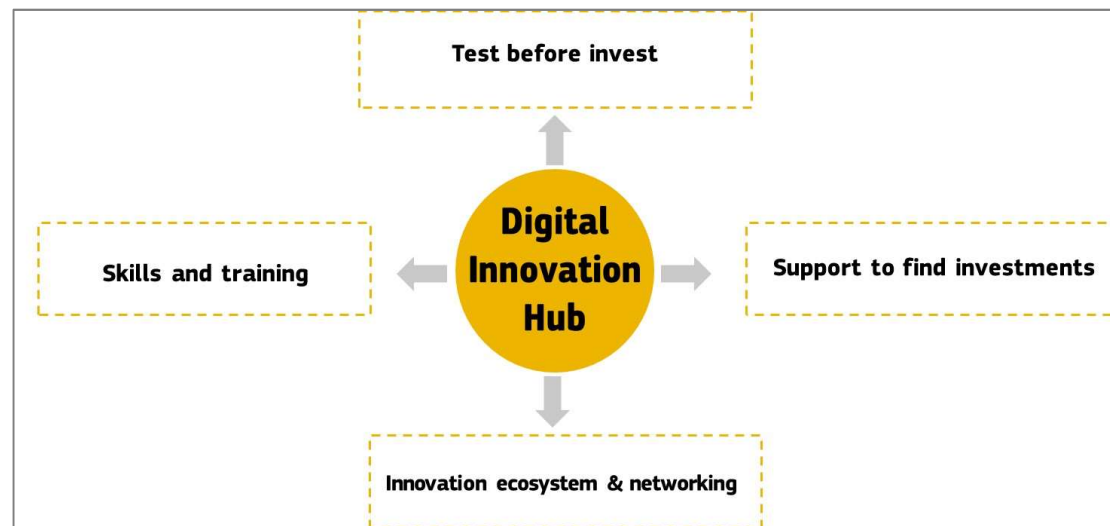 Test before invest
Digital
Innovation
Hub
Skills and training
Support to find investments
Innovation ecosystem & networking